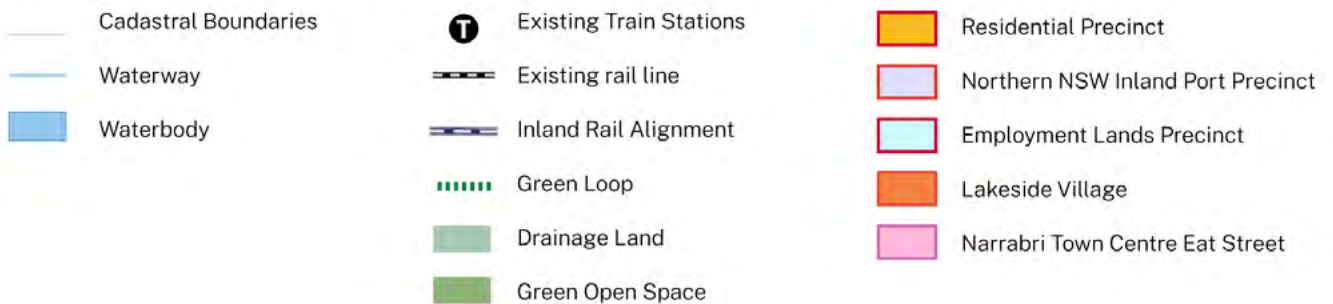 Cadastral Boundaries
Waterway
Waterbody
T
Existing Train Stations
Existing rail line
Inland Rail Alignment
Green Loop
Drainage Land
Green Open Space
Residential Precinct
Northern NSW Inland Port Precinct
Employment Lands Precinct
Lakeside Village
Narrabri Town Centre Eat Street